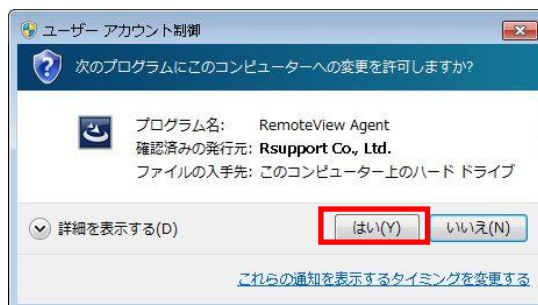 ユーザー アカウント制御
次のプログラムにこのコンピューターへの変更を許可しますか?
プログラム名: RemoteView Agent
確認済みの発行元: Rsupport Co., Ltd.
ファイルの入手先: このコンピューター上のハード ドライブ
詳細を表示する(D)
はい(Y)
いいえ(N)
これらの通知を表示するタイミングを変更する